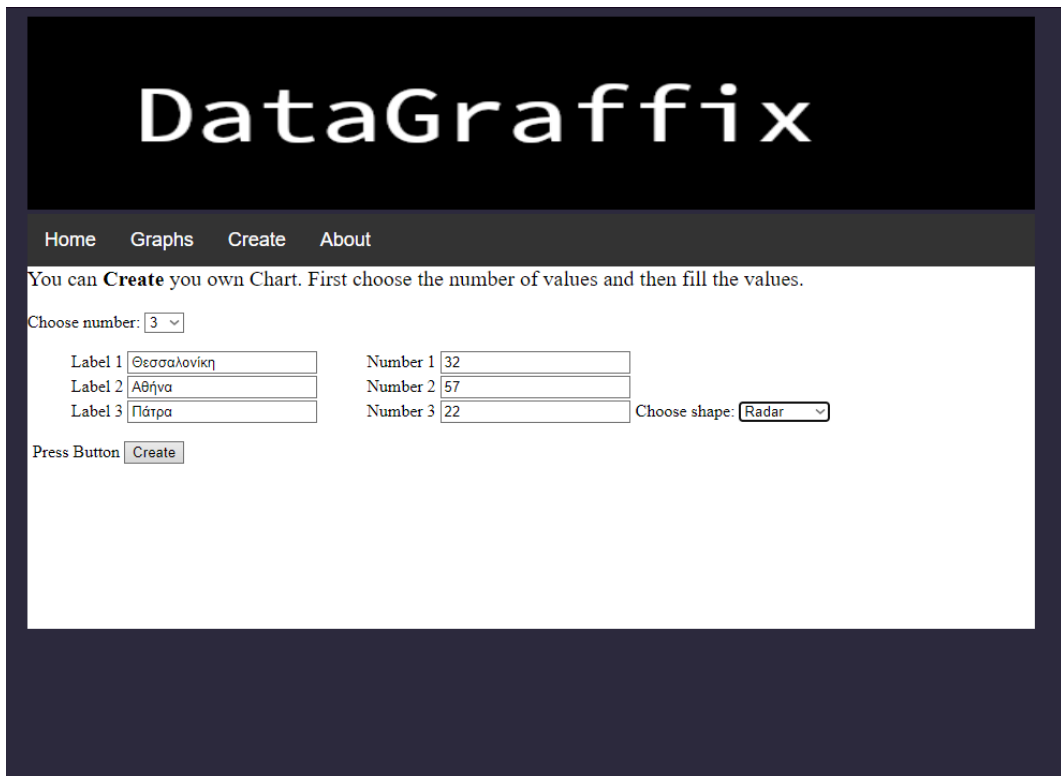 DataGraffix
Home Graphs Create About
You can Create you own Chart. First choose the number of values and then fill the values.
Choose number: 3
Label 1 Θεσσαλονίκη Number 1 32
Label 2 Αθήνα Number 2 57
Label 3 Πάτρα Number 3 22 Choose shape: Radar
Press Button Create